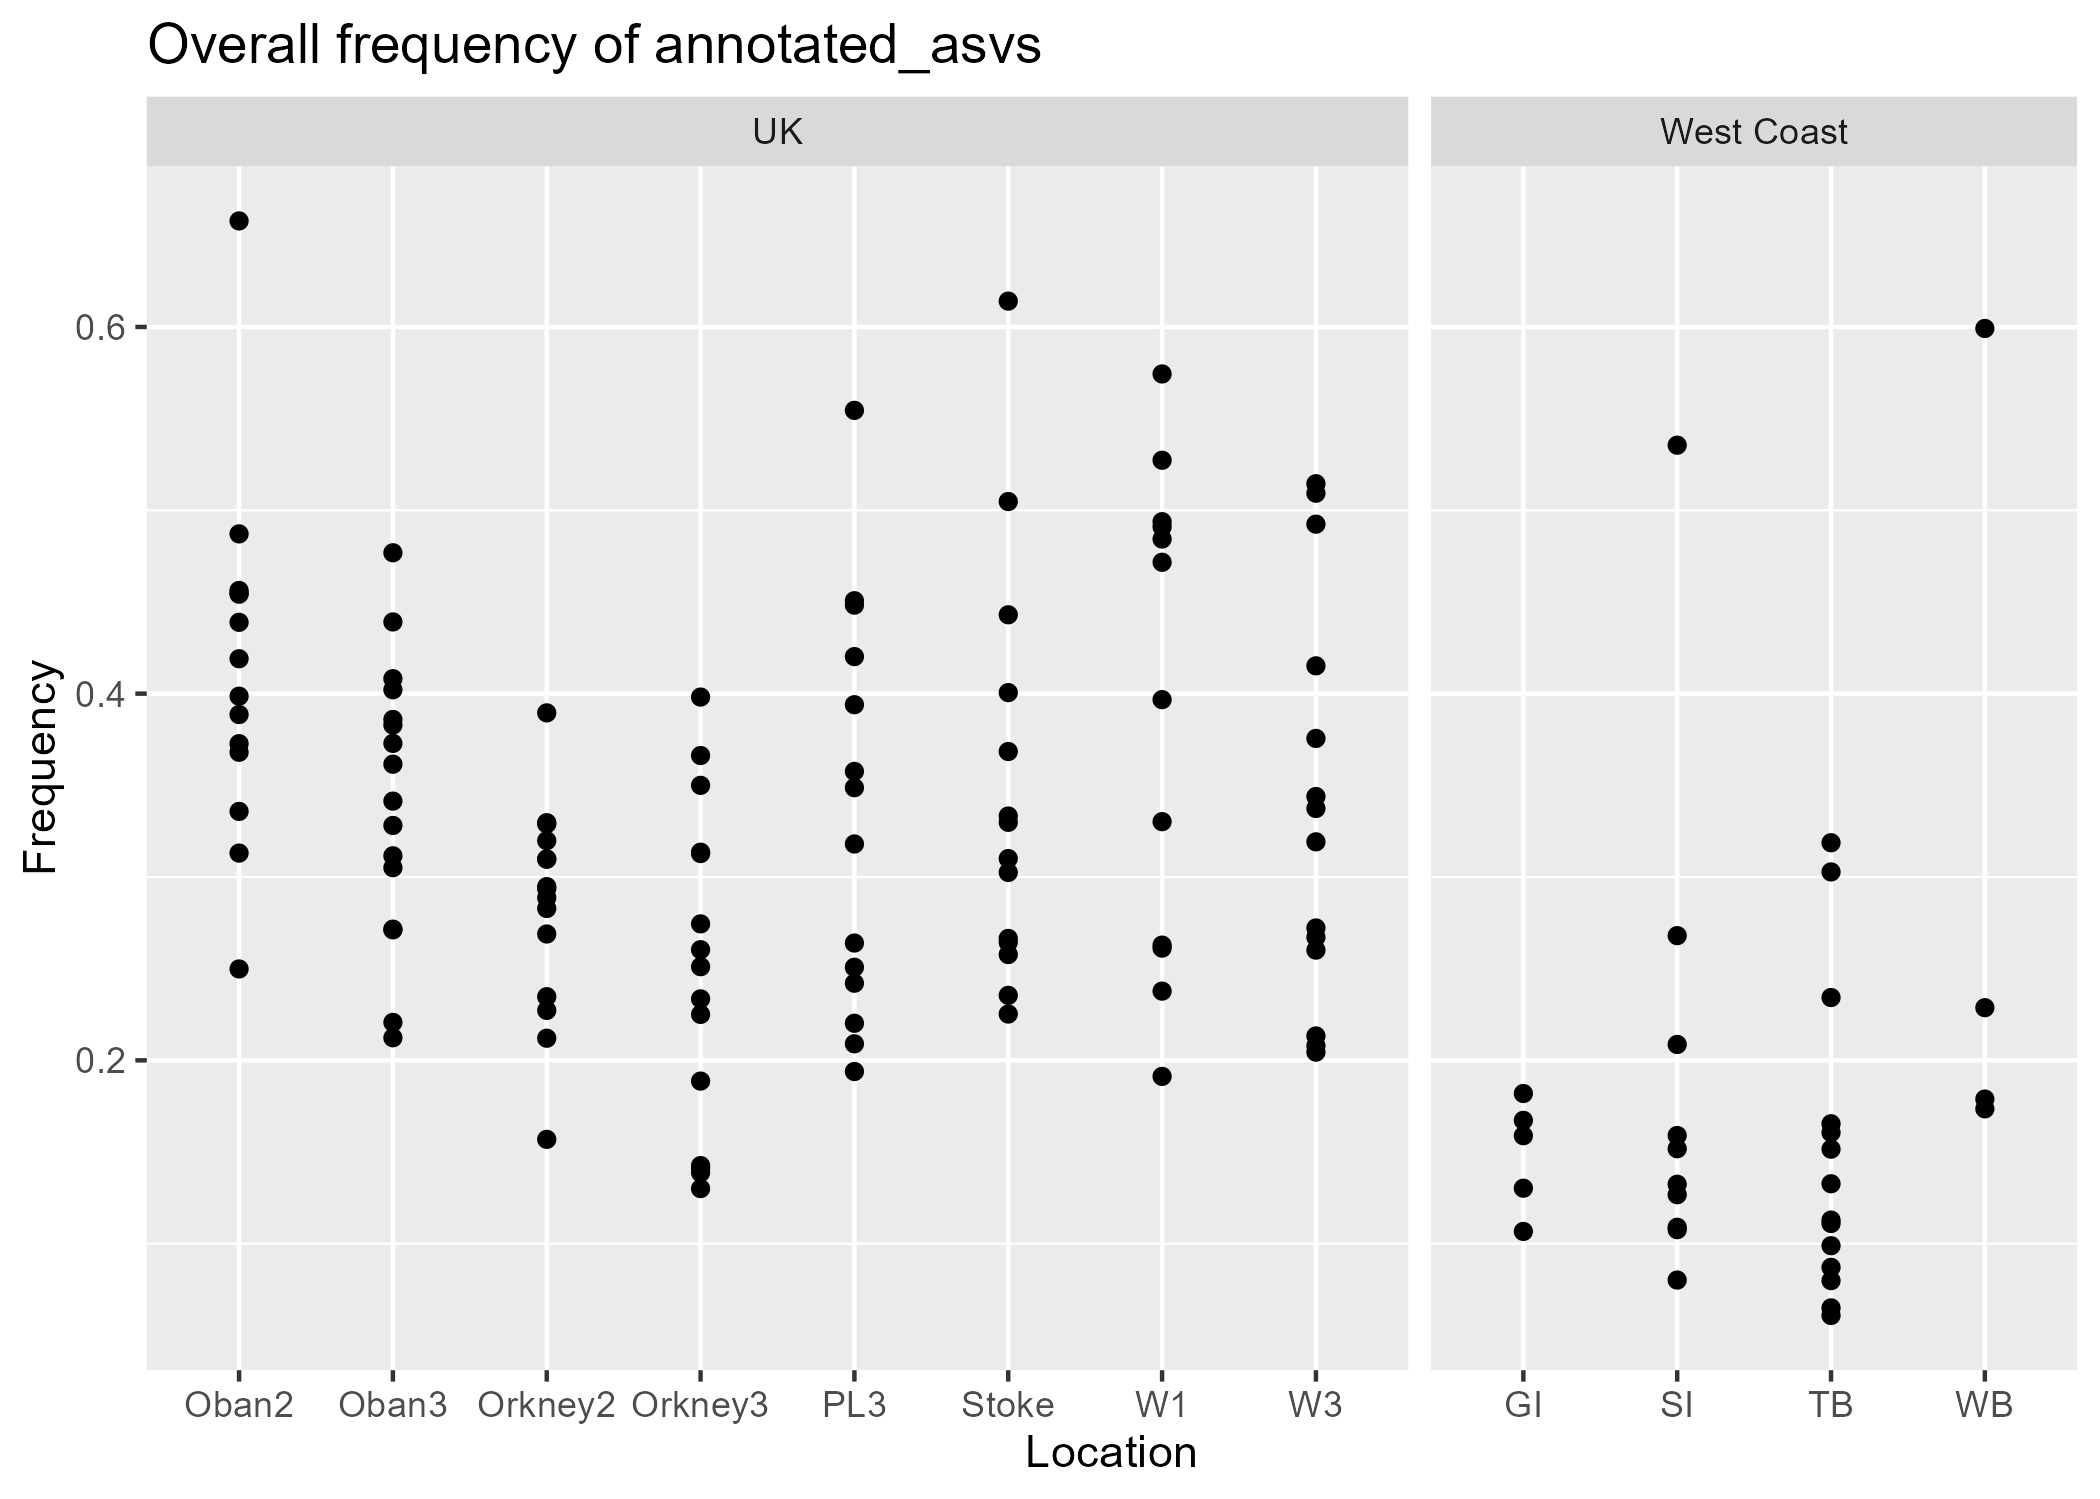 Overall frequency of annotated_asvs
UK
West Coast
0.6
0.4
0.2
Frequency
Oban2 Oban3 Orkney2 Orkney3 PL3 Stoke W1 W3 GI SI TB WB
Location